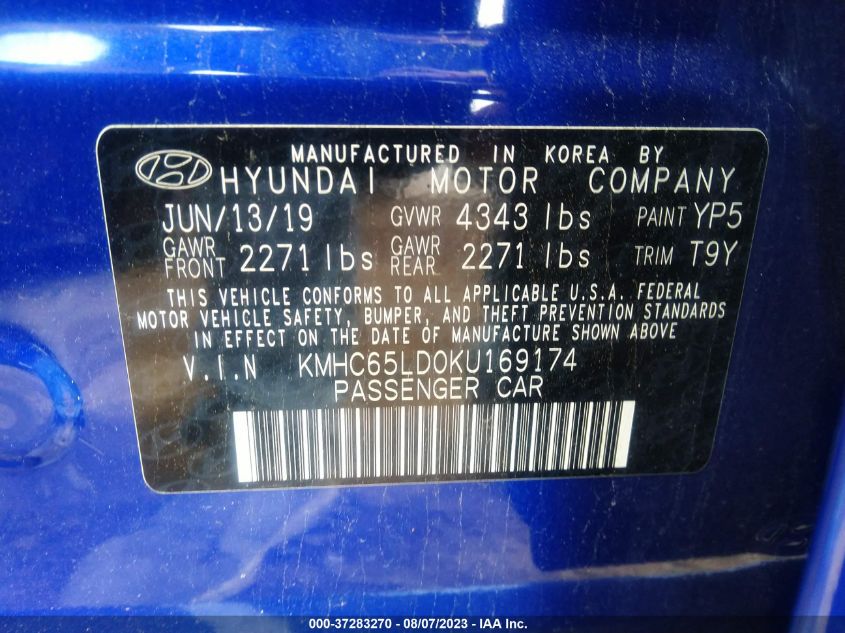 MANUFACTURED IN KOREA BY
HYUNDAI MOTOR COMPANY
JUN/13/19 GVWR 4343 lbs PAINT YP5
GAWR FRONT 2271 lbs GAWR REAR 2271 lbs TRIM T9Y
THIS VEHICLE CONFORMS TO ALL APPLICABLE U.S.A. FEDERAL
MOTOR VEHICLE SAFETY, BUMPER, AND THEFT PREVENTION STANDARDS
IN EFFECT ON THE DATE OF MANUFACTURE SHOWN ABOVE
V.I.N KMHC65LD0KU169174
PASSENGER CAR
000-37283270 - 08/07/2023 - IAA Inc.